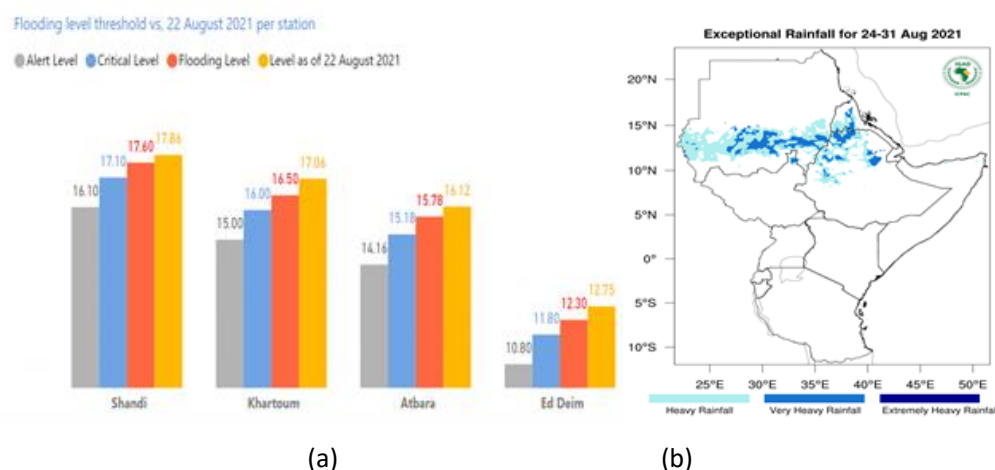 Flooding level threshold vs, 22 August 2021 per station
Alert Level Critical Level Flooding Level Level as of 22 August 2021
16.10 17.10 17.60 17.86
15.00 16.00 16.50 17.06
14.16 15.18 15.78 16.12
10.80 11.80 12.30 12.75
Shandi Khartoum Atbara Ed Deim
(a)
Exceptional Rainfall for 24-31 Aug 2021
IGAD
ICPAC
20°N
15°N
10°N
5°N
0°
5°S
10°S
25°E 30°E 35°E 40°E 45°E 50°E
Heavy Rainfall Very Heavy Rainfall Extremely Heavy Rainfal
(b)